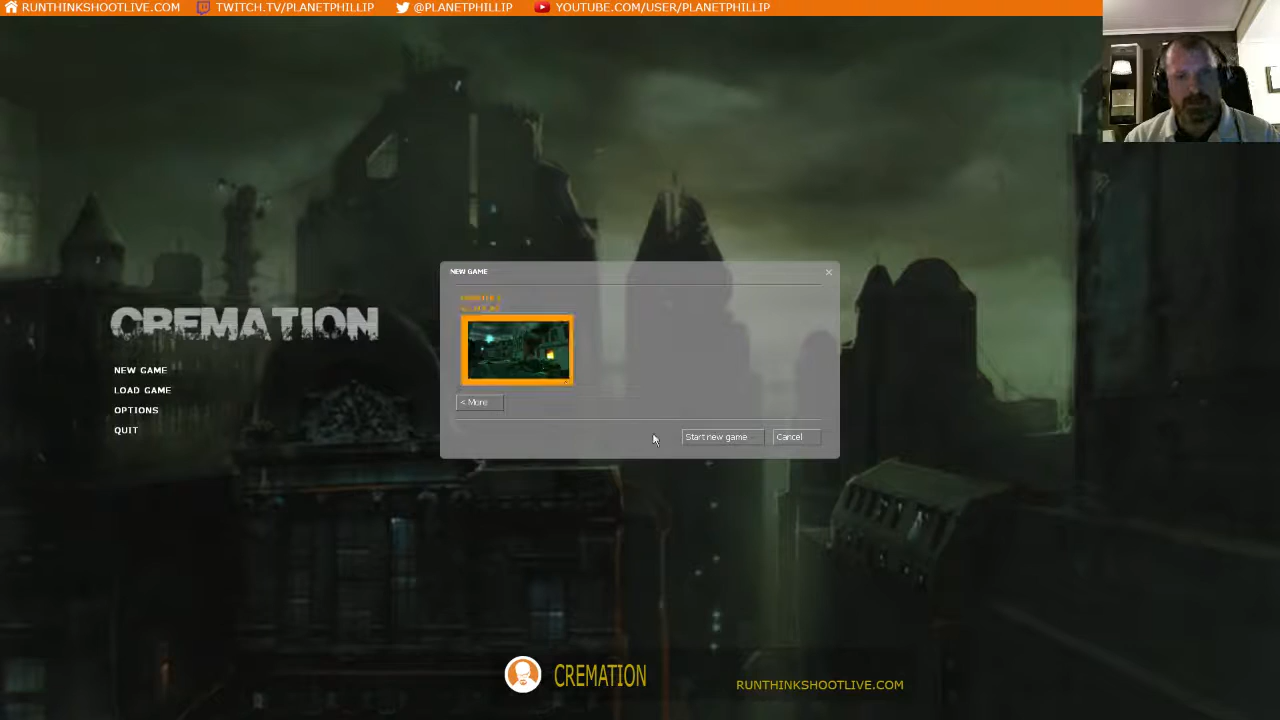 RUNTHINKSHOOTLIVE.COM TWITCH.TV/PLANETPHILLIP @PLANETPHILLIP YOUTUBE.COM/USER/PLANETPHILLIP
NEW GAME
CREMATION
NEW GAME
LOAD GAME
OPTIONS
QUIT
< More
Start new game
Cancel
CREMATION
RUNTHINKSHOOTLIVE.COM